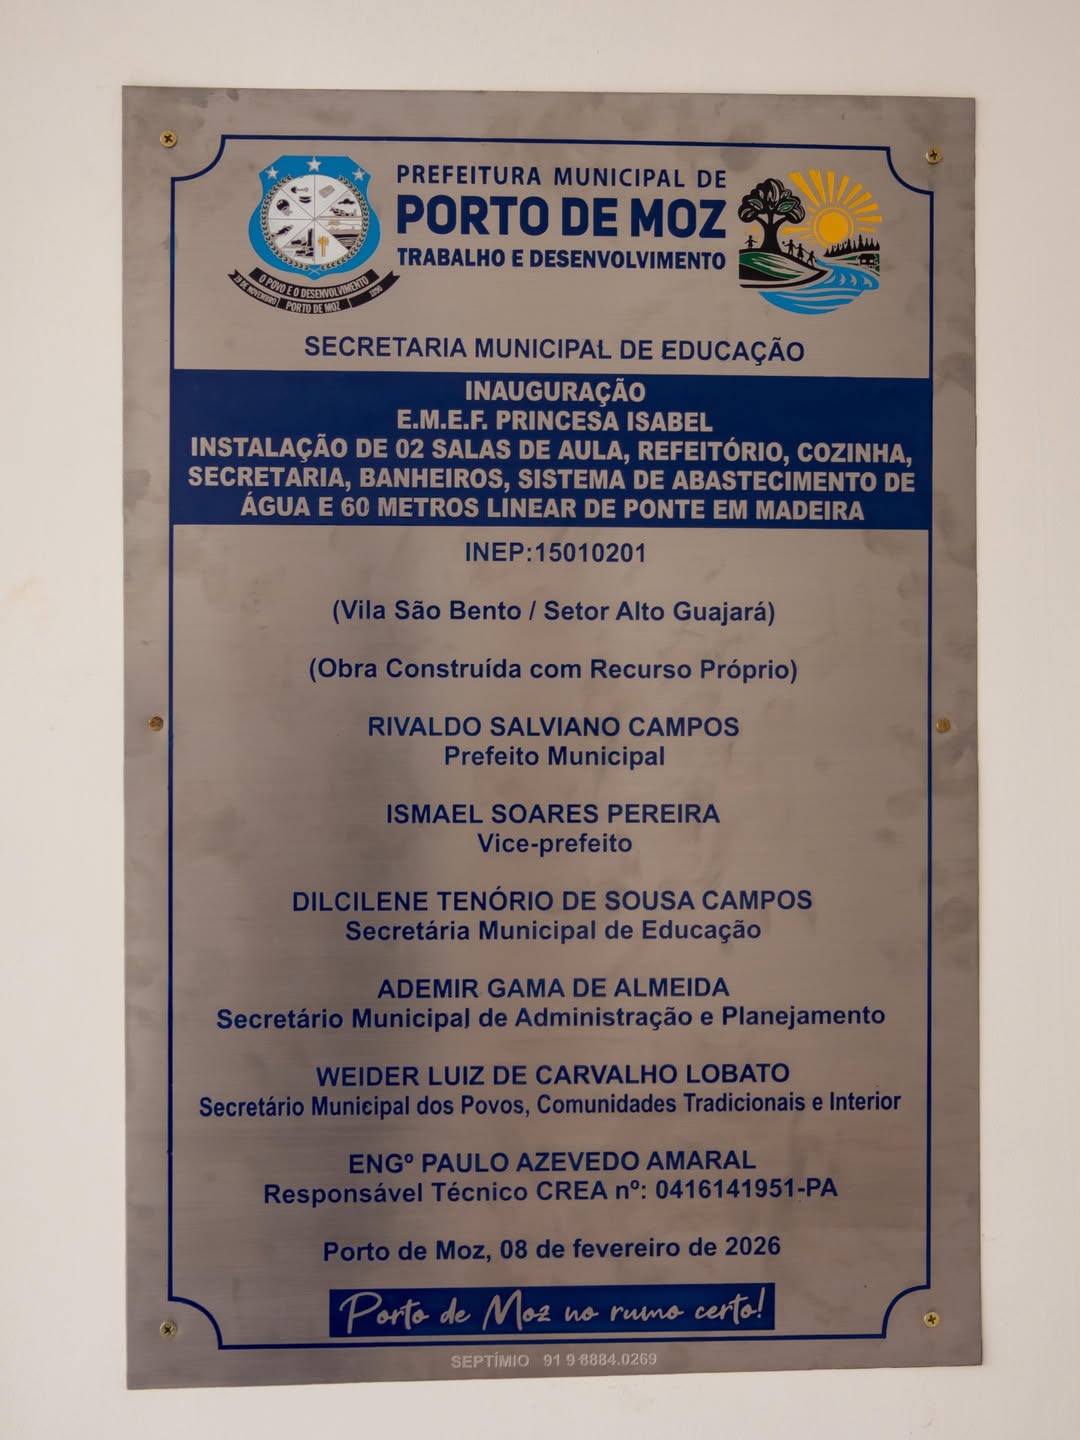 PREFEITURA MUNICIPAL DE
PORTO DE MOZ
TRABALHO E DESENVOLVIMENTO
O POVO E O DESENVOLVIMENTO
PORTO DE MOZ
1890
SECRETARIA MUNICIPAL DE EDUCAÇÃO
INAUGURAÇÃO
E.M.E.F. PRINCESA ISABEL
INSTALAÇÃO DE 02 SALAS DE AULA, REFEITÓRIO, COZINHA,
SECRETARIA, BANHEIROS, SISTEMA DE ABASTECIMENTO DE
ÁGUA E 60 METROS LINEAR DE PONTE EM MADEIRA
INEP:15010201
(Vila São Bento / Setor Alto Guajará)
(Obra Construída com Recurso Próprio)
RIVALDO SALVIANO CAMPOS
Prefeito Municipal
ISMAEL SOARES PEREIRA
Vice-prefeito
DILCILENE TENÓRIO DE SOUSA CAMPOS
Secretária Municipal de Educação
ADEMIR GAMA DE ALMEIDA
Secretário Municipal de Administração e Planejamento
WEIDER LUIZ DE CARVALHO LOBATO
Secretário Municipal dos Povos, Comunidades Tradicionais e Interior
ENGº PAULO AZEVEDO AMARAL
Responsável Técnico CREA nº: 0416141951-PA
Porto de Moz, 08 de fevereiro de 2026
Porto de Moz no rumo certo!
SEPTÍMIO 91 9 8884.0269